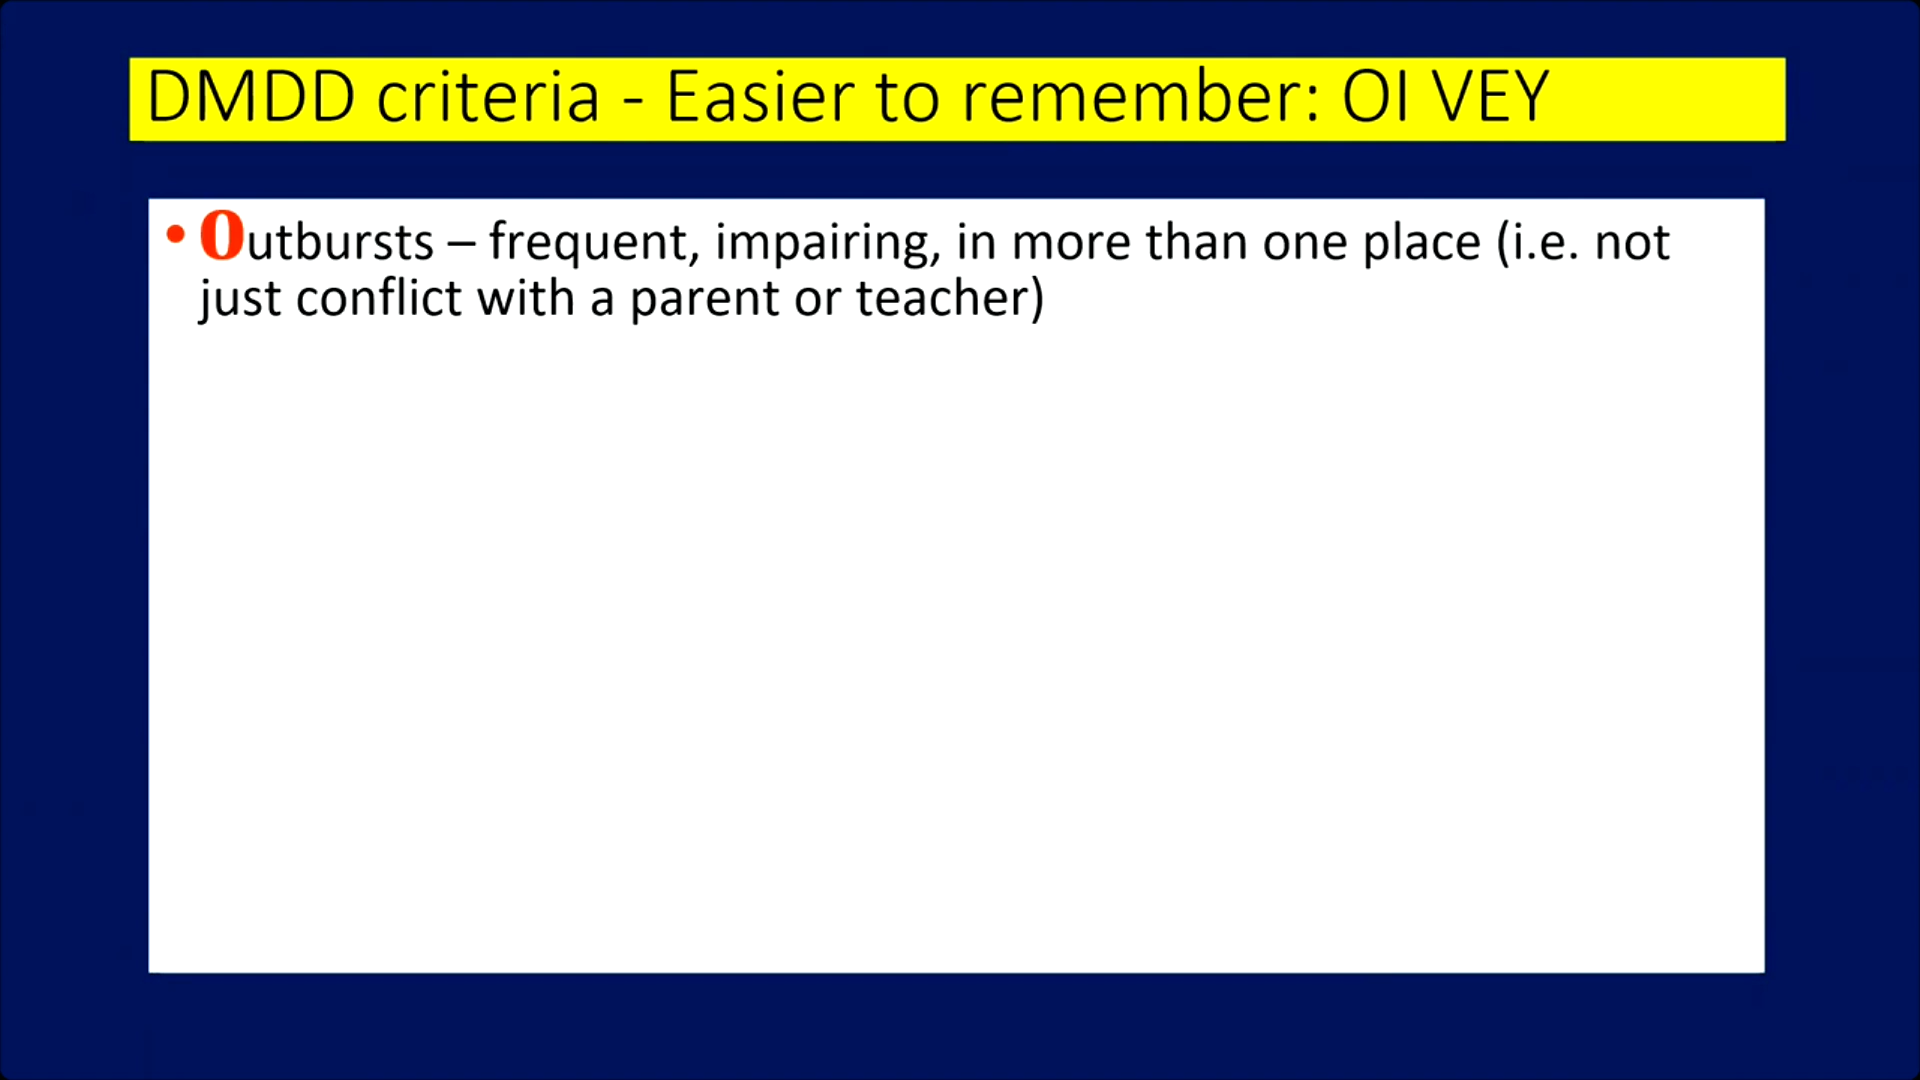 DMDD criteria - Easier to remember: OI VEY
• Outbursts – frequent, impairing, in more than one place (i.e. not
just conflict with a parent or teacher)